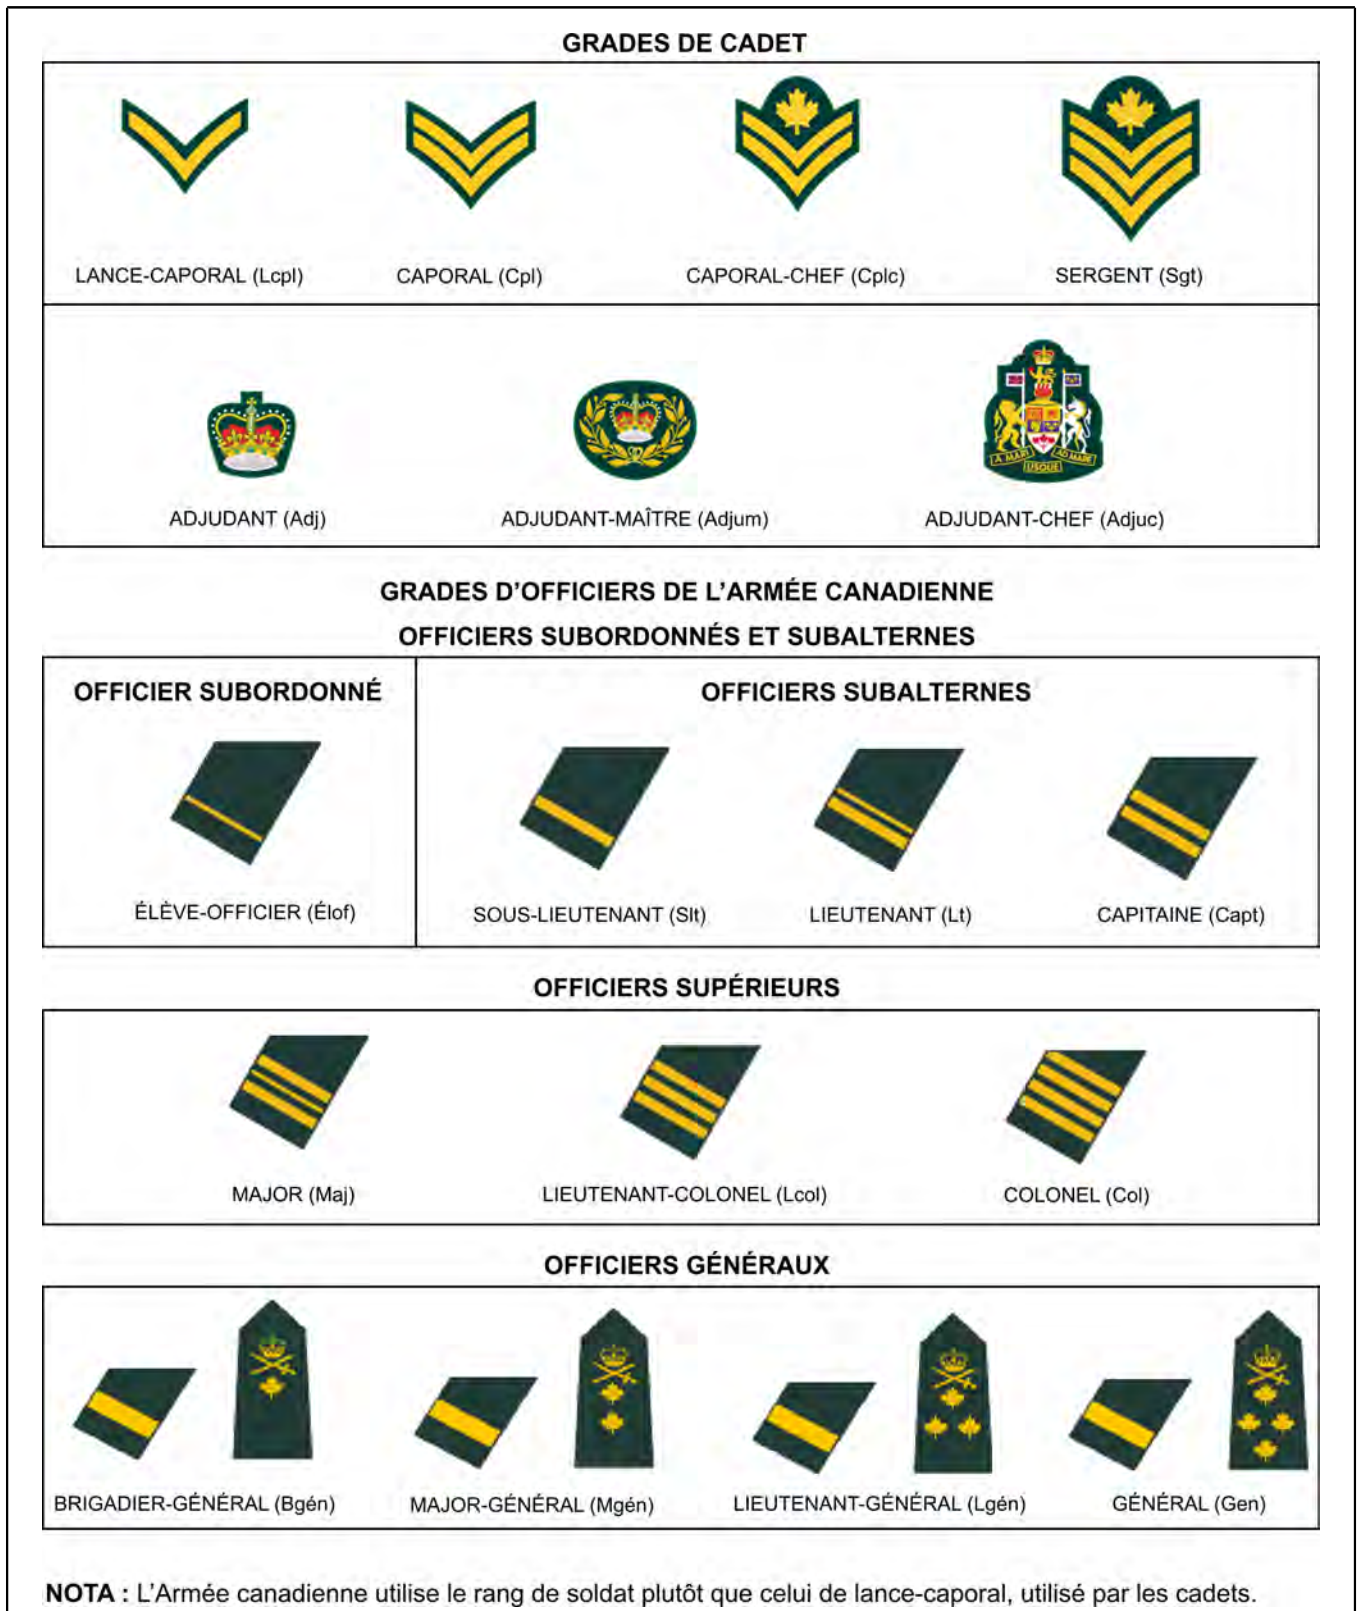 GRADES DE CADET
LANCE-CAPORAL (Lcpl) CAPORAL (Cpl) CAPORAL-CHEF (Cplc) SERGENT (Sgt)
A MARI USQUE AD MARE
ADJUDANT (Adj) ADJUDANT-MAÎTRE (Adjum) ADJUDANT-CHEF (Adjuc)
GRADES D'OFFICIERS DE L'ARMÉE CANADIENNE
OFFICIERS SUBORDONNÉS ET SUBALTERNES
OFFICIER SUBORDONNÉ OFFICIERS SUBALTERNES
ÉLÈVE-OFFICIER (Élof) SOUS-LIEUTENANT (Slt) LIEUTENANT (Lt) CAPITAINE (Capt)
OFFICIERS SUPÉRIEURS
MAJOR (Maj) LIEUTENANT-COLONEL (Lcol) COLONEL (Col)
OFFICIERS GÉNÉRAUX
BRIGADIER-GÉNÉRAL (Bgén) MAJOR-GÉNÉRAL (Mgén) LIEUTENANT-GÉNÉRAL (Lgén) GÉNÉRAL (Gen)
NOTA : L'Armée canadienne utilise le rang de soldat plutôt que celui de lance-caporal, utilisé par les cadets.